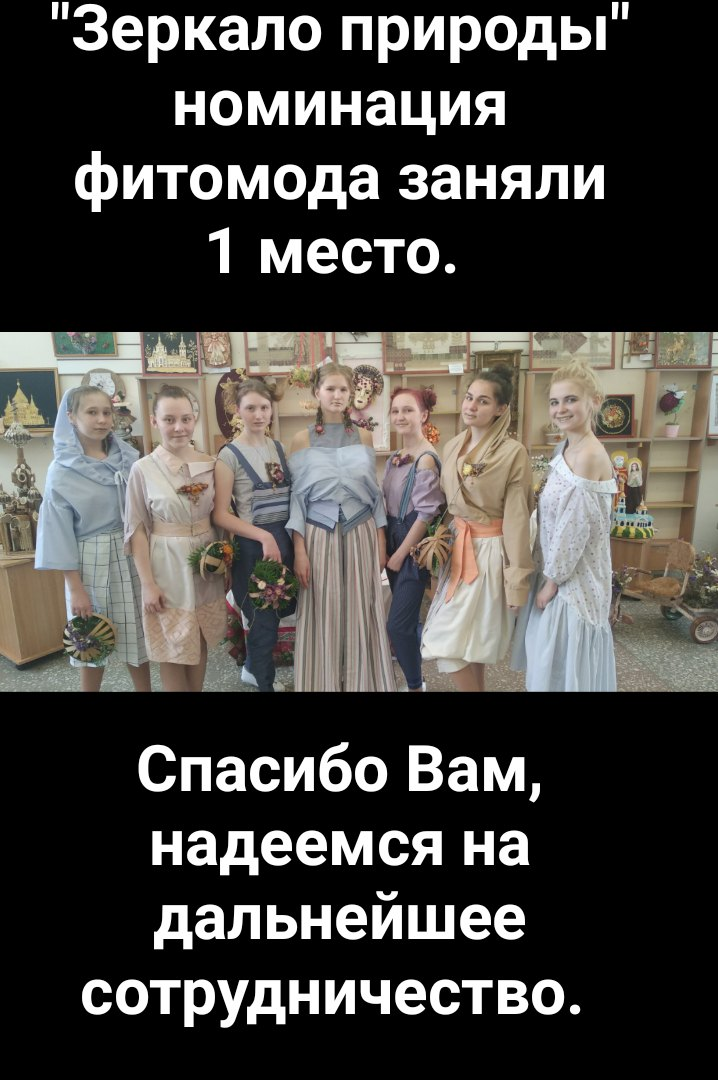 "Зеркало природы"
номинация
фитомода заняли
1 место.
Спасибо Вам,
надеемся на
дальнейшее
сотрудничество.